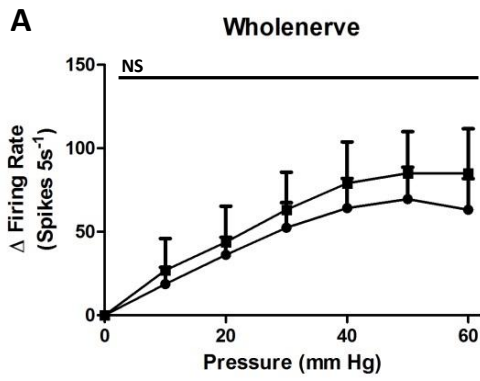 A
Wholenerve
NS
150
100
50
0
Δ Firing Rate
(Spikes 5s⁻¹)
0 20 40 60
Pressure (mm Hg)